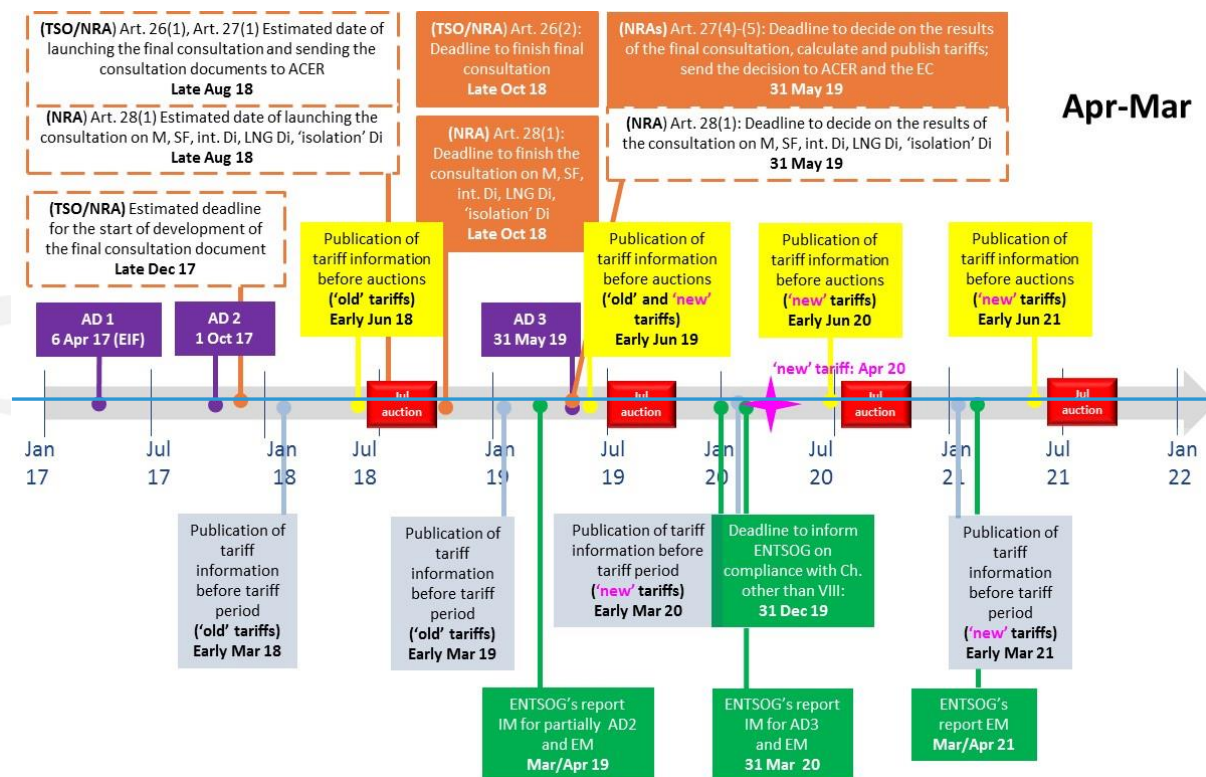 (TSO/NRA) Art. 26(1), Art. 27(1) Estimated date of
launching the final consultation and sending the
consultation documents to ACER
Late Aug 18
(NRA) Art. 28(1) Estimated date of launching the
consultation on M, SF, int. Di, LNG Di, ‘isolation’ Di
Late Aug 18
(TSO/NRA) Estimated deadline
for the start of development of
the final consultation document
Late Dec 17
(TSO/NRA) Art. 26(2):
Deadline to finish final
consultation
Late Oct 18
(NRA) Art. 28(1):
Deadline to finish the
consultation on M, SF,
int. Di, LNG Di,
‘isolation’ Di
Late Oct 18
(NRAs) Art. 27(4)-(5): Deadline to decide on the results
of the final consultation, calculate and publish tariffs;
send the decision to ACER and the EC
31 May 19
(NRA) Art. 28(1): Deadline to decide on the results of
the consultation on M, SF, int. Di, LNG Di, ‘isolation’ Di
31 May 19
Apr-Mar
AD 1
6 Apr 17 (EIF)
AD 2
1 Oct 17
Publication of
tariff information
before auctions
(‘old’ tariffs)
Early Jun 18
AD 3
31 May 19
Publication of
tariff information
before auctions
(‘old’ and ‘new’
tariffs)
Early Jun 19
Publication of
tariff information
before auctions
(‘new’ tariffs)
Early Jun 20
Publication of
tariff information
before auctions
(‘new’ tariffs)
Early Jun 21
‘new’ tariff: Apr 20
Jul
auction
Jul
auction
Jul
auction
Jul
auction
Jan
17
Jul
17
Jan
18
Jul
18
Jan
19
Jul
19
Jan
20
Jul
20
Jan
21
Jul
21
Jan
22
Publication of
tariff
information
before tariff
period
(‘old’ tariffs)
Early Mar 18
Publication of
tariff
information
before tariff
period
(‘old’ tariffs)
Early Mar 19
Publication of tariff
information before
tariff period
(‘new’ tariffs)
Early Mar 20
Deadline to inform
ENTSOG on
compliance with Ch.
other than VIII:
31 Dec 19
Publication of
tariff
information
before tariff
period
(‘new’ tariffs)
Early Mar 21
ENTSOG’s report
IM for partially AD2
and EM
Mar/Apr 19
ENTSOG’s report
IM for AD3
and EM
31 Mar 20
ENTSOG’s
report EM
Mar/Apr 21